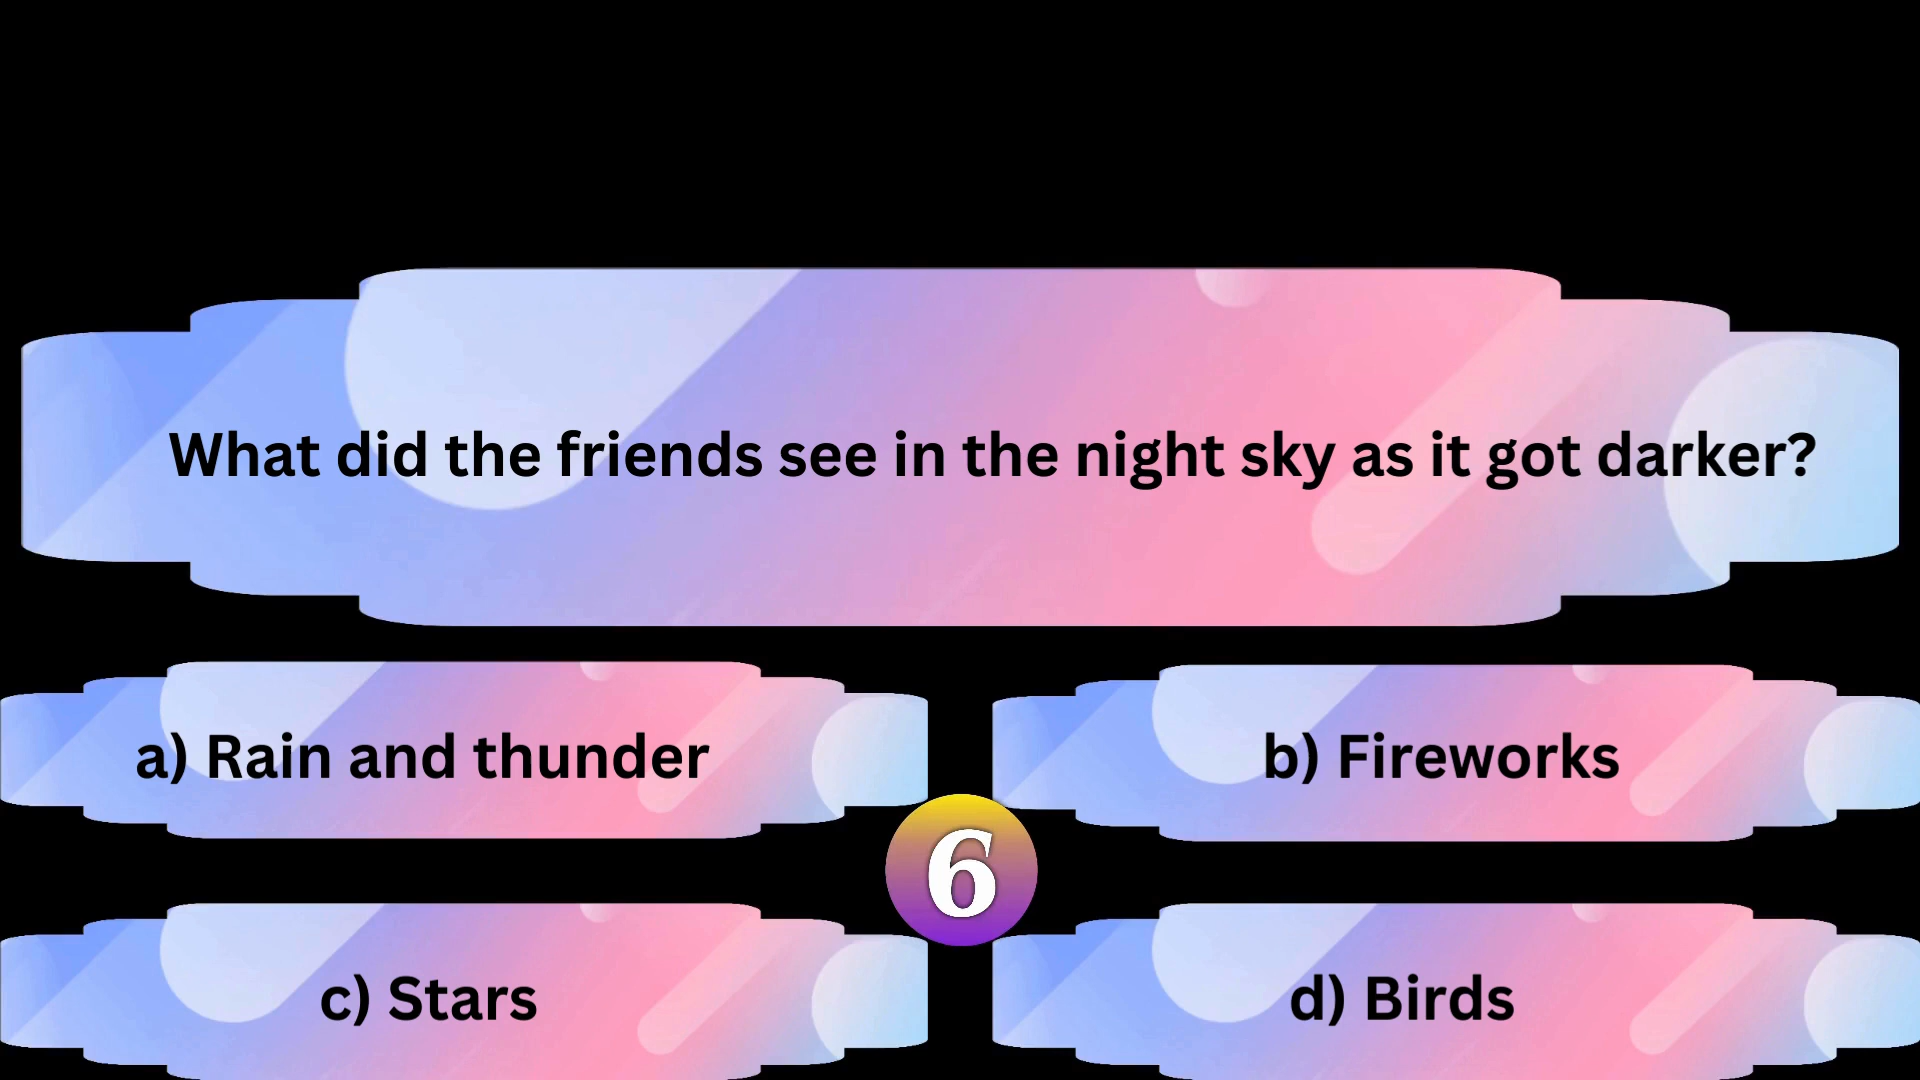 What did the friends see in the night sky as it got darker?
a) Rain and thunder
b) Fireworks
6
c) Stars
d) Birds